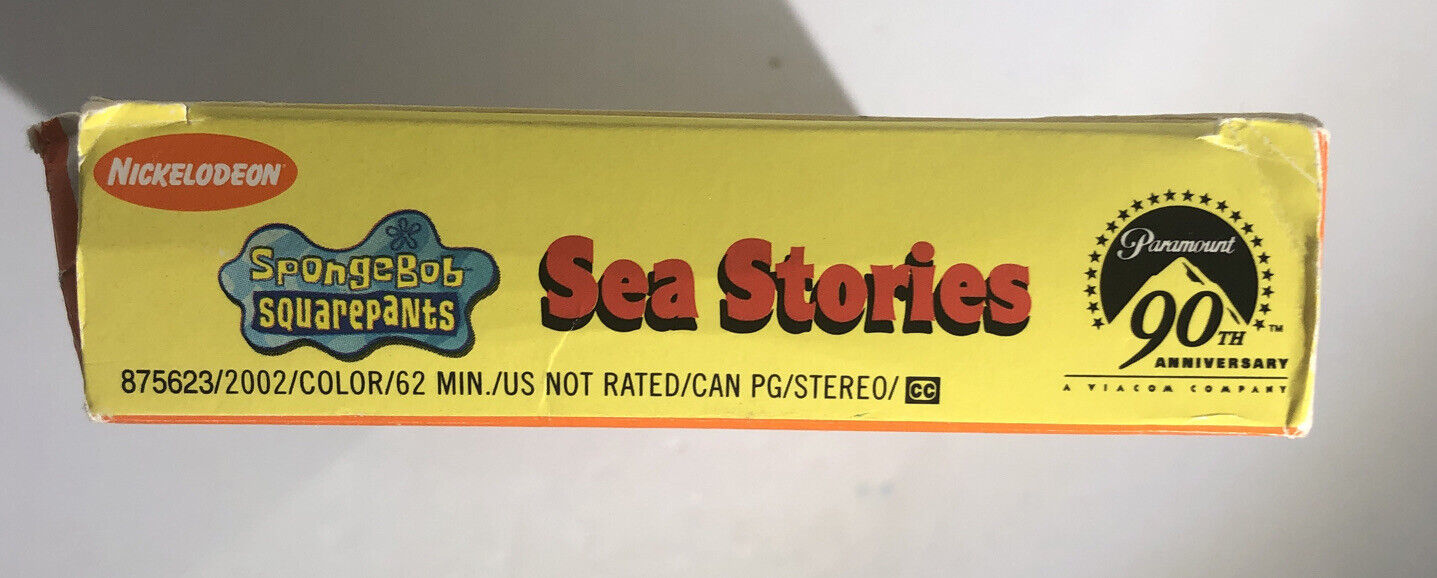 NICKELODEON
SpongeBob
SquarePants
Sea Stories
875623/2002/COLOR/62 MIN./US NOT RATED/CAN PG/STEREO/ CC
Paramount
90TH
ANNIVERSARY
TM
A VIACOM COMPANY